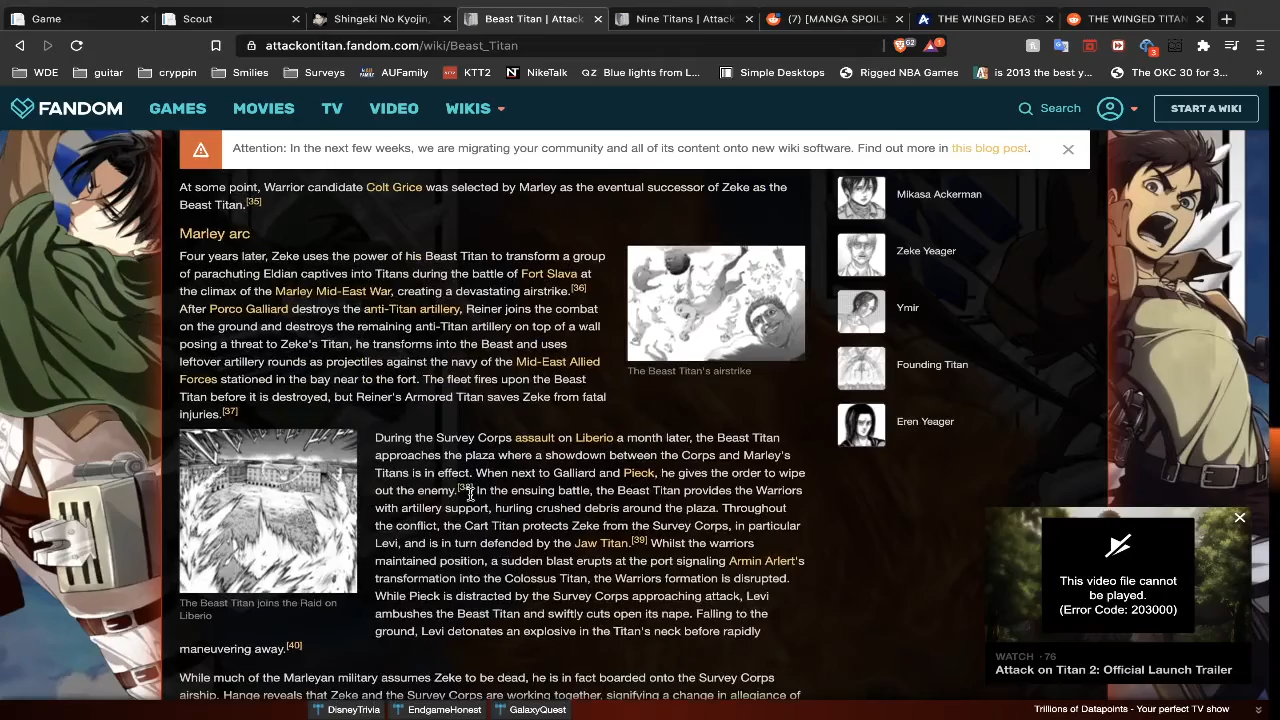 Game
Scout
Shingeki No Kyojin,
Beast Titan | Attack
Nine Titans | Attack
(7) [MANGA SPOIL
THE WINGED BEAS
THE WINGED TITAN
attackontitan.fandom.com/wiki/Beast_Titan
62
1
3
WDE
guitar
cryppin
Smilies
Surveys
AUFamily
KTT2
NikeTalk
QZ Blue lights from L...
Simple Desktops
Rigged NBA Games
is 2013 the best y...
The OKC 30 for 3...
»
FANDOM
GAMES
MOVIES
TV
VIDEO
WIKIS
Search
START A WIKI
Attention: In the next few weeks, we are migrating your community and all of its content onto new wiki software. Find out more in this blog post.
At some point, Warrior candidate Colt Grice was selected by Marley as the eventual successor of Zeke as the
Beast Titan.[35]
Marley arc
Four years later, Zeke uses the power of his Beast Titan to transform a group
of parachuting Eldian captives into Titans during the battle of Fort Slava at
the climax of the Marley Mid-East War, creating a devastating airstrike.[36]
After Porco Galliard destroys the anti-Titan artillery, Reiner joins the combat
on the ground and destroys the remaining anti-Titan artillery on top of a wall
posing a threat to Zeke's Titan, he transforms into the Beast and uses
leftover artillery rounds as projectiles against the navy of the Mid-East Allied
Forces stationed in the bay near to the fort. The fleet fires upon the Beast
Titan before it is destroyed, but Reiner's Armored Titan saves Zeke from fatal
injuries.[37]
The Beast Titan's airstrike
The Beast Titan joins the Raid on
Liberio
During the Survey Corps assault on Liberio a month later, the Beast Titan
approaches the plaza where a showdown between the Corps and Marley's
Titans is in effect. When next to Galliard and Pieck, he gives the order to wipe
out the enemy.[38] In the ensuing battle, the Beast Titan provides the Warriors
with artillery support, hurling crushed debris around the plaza. Throughout
the conflict, the Cart Titan protects Zeke from the Survey Corps, in particular
Levi, and is in turn defended by the Jaw Titan.[39] Whilst the warriors
maintained position, a sudden blast erupts at the port signaling Armin Arlert's
transformation into the Colossus Titan, the Warriors formation is disrupted.
While Pieck is distracted by the Survey Corps approaching attack, Levi
ambushes the Beast Titan and swiftly cuts open its nape. Falling to the
ground, Levi detonates an explosive in the Titan's neck before rapidly
maneuvering away.[40]
While much of the Marleyan military assumes Zeke to be dead, he is in fact boarded onto the Survey Corps
airship. Hange reveals that Zeke and the Survey Corps are working together, signifying a change in allegiance of
Mikasa Ackerman
Zeke Yeager
Ymir
Founding Titan
Eren Yeager
This video file cannot
be played.
(Error Code: 203000)
WATCH · 76
Attack on Titan 2: Official Launch Trailer
DisneyTrivia
EndgameHonest
GalaxyQuest
Trillions of Datapoints - Your perfect TV show